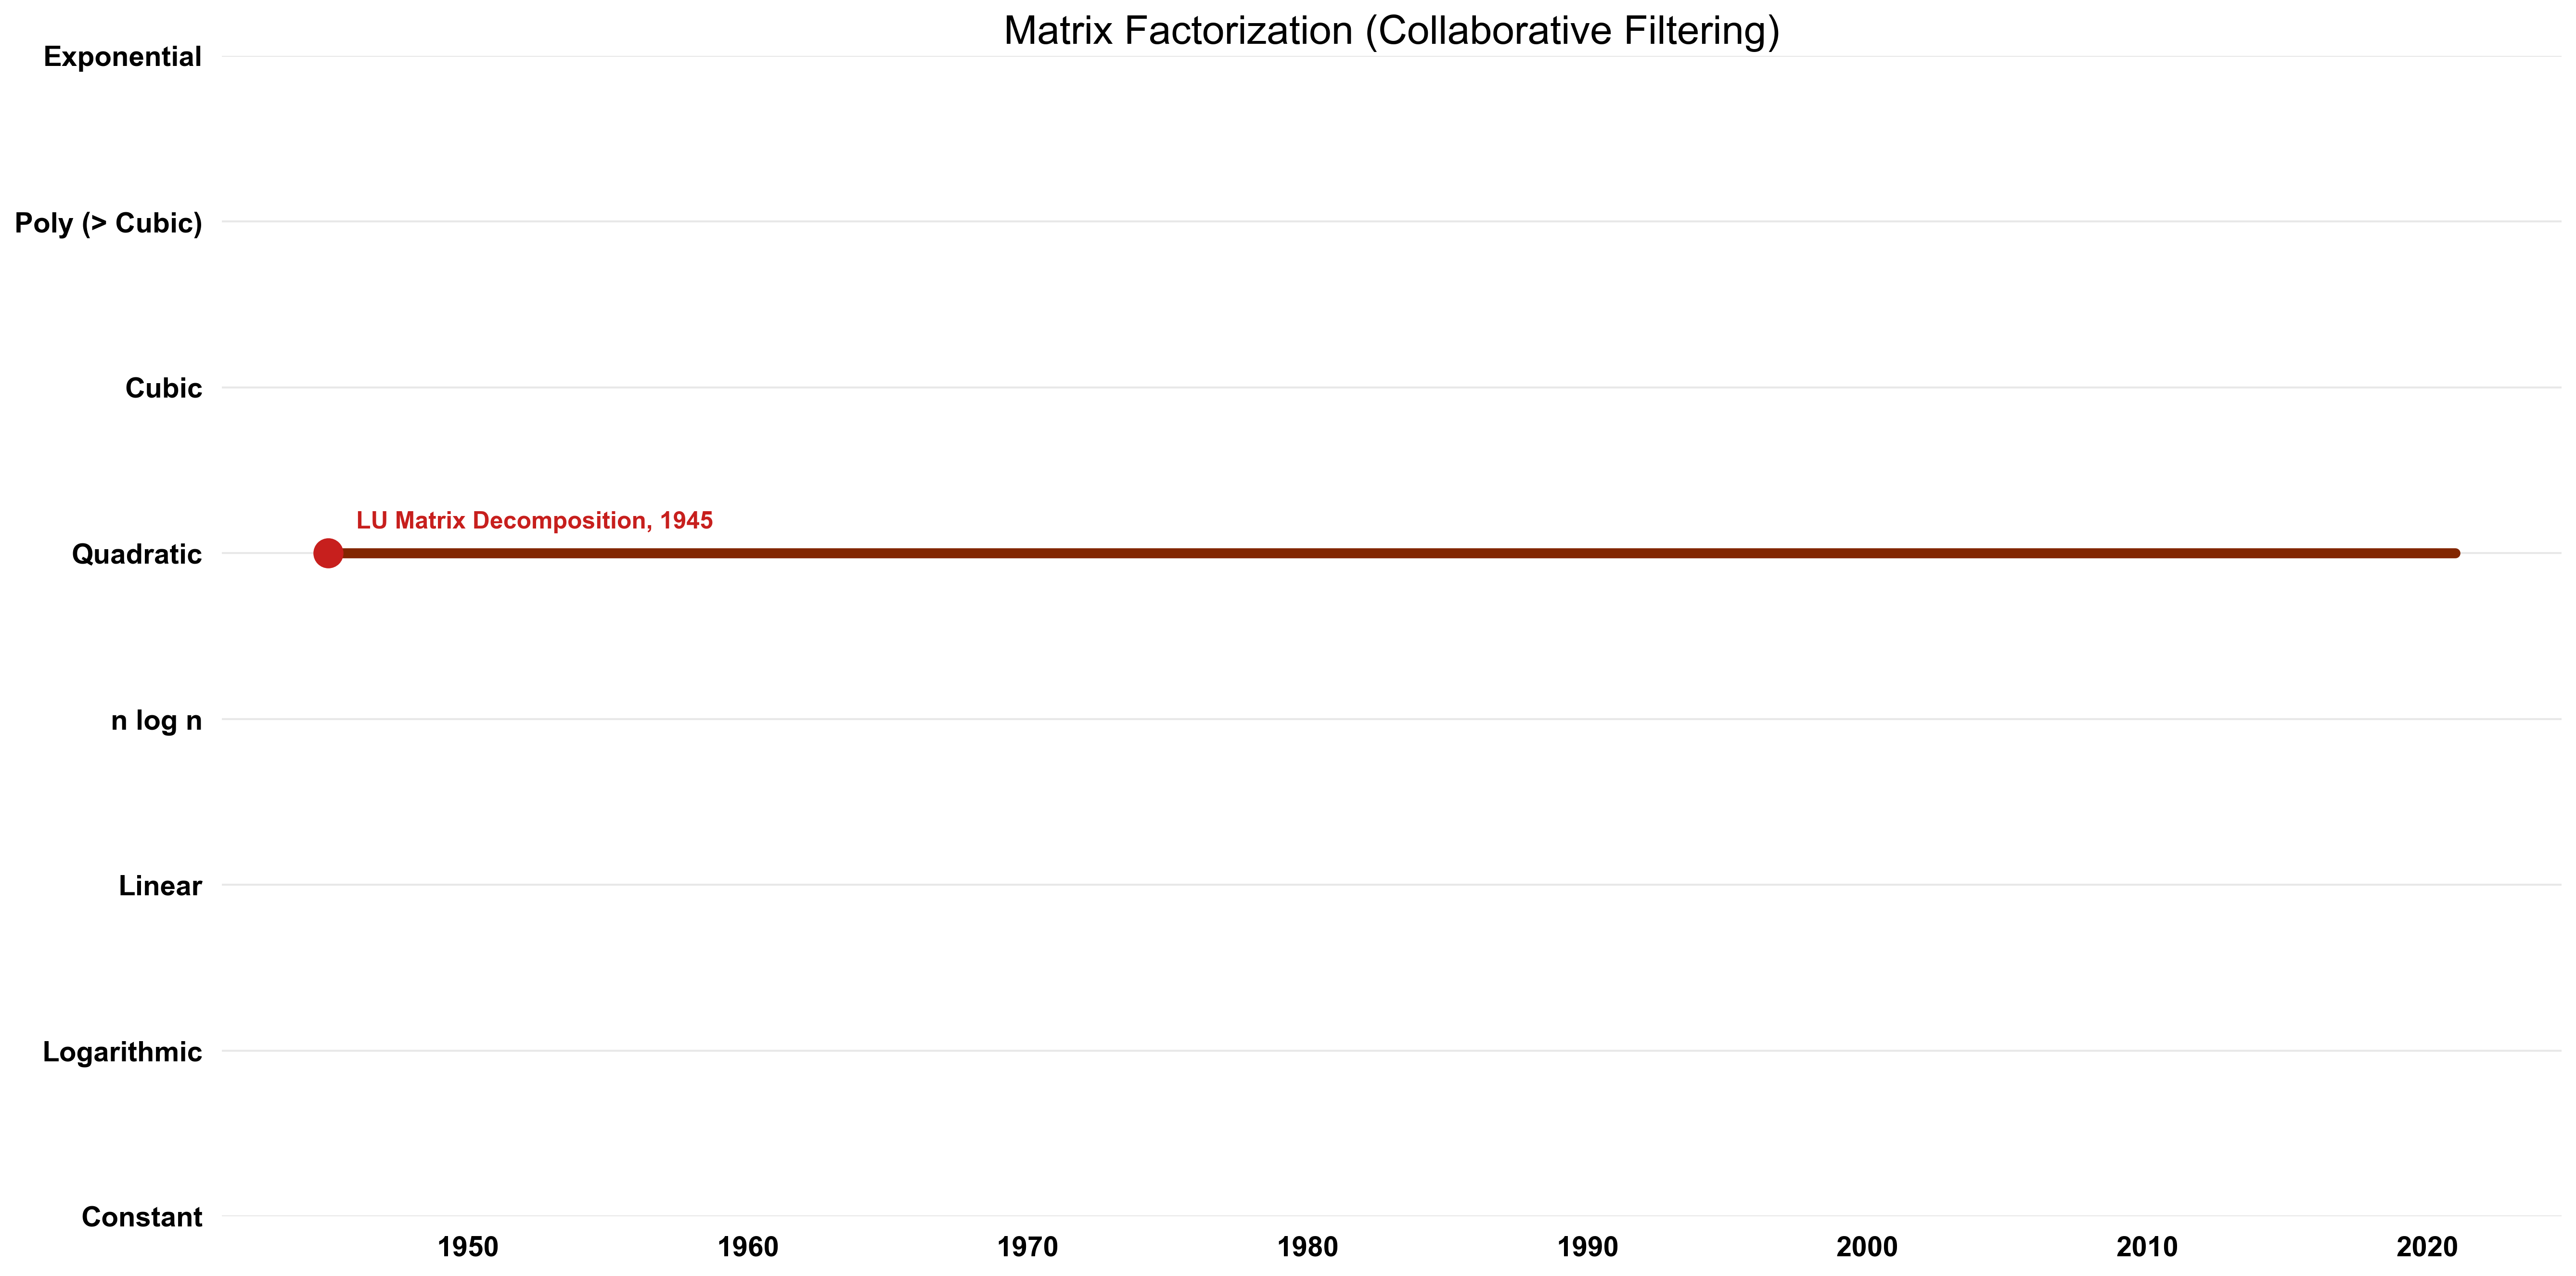 Matrix Factorization (Collaborative Filtering)
Exponential
Poly (> Cubic)
Cubic
LU Matrix Decomposition, 1945
Quadratic
n log n
Linear
Logarithmic
Constant
1950 1960 1970 1980 1990 2000 2010 2020